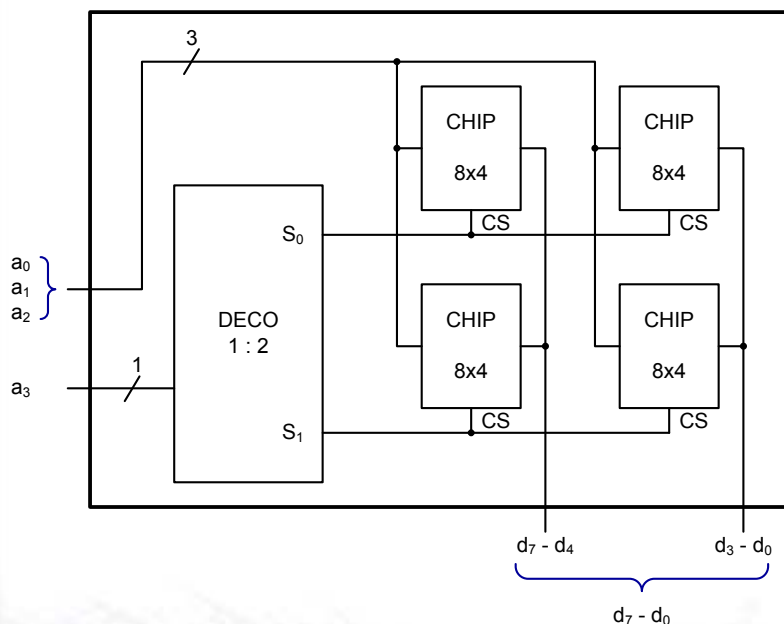 3
CHIP
8x4
CS
CHIP
8x4
CS
S₀
a₀
a₁
a₂
DECO
1 : 2
CHIP
8x4
CS
CHIP
8x4
CS
1
a₃
S₁
d₇ - d₄
d₃ - d₀
d₇ - d₀